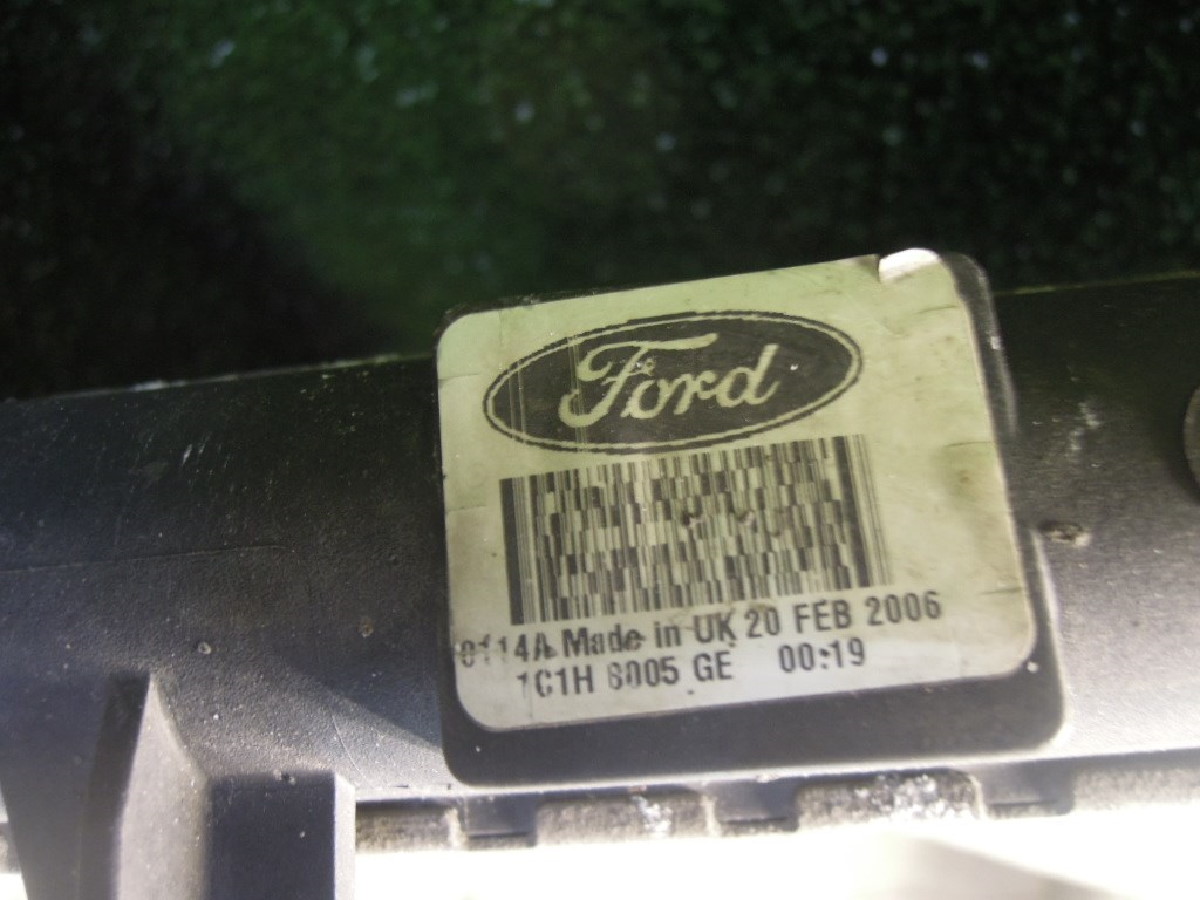 Ford
0114A Made in UK 20 FEB 2006
1C1H 8005 GE 00:19